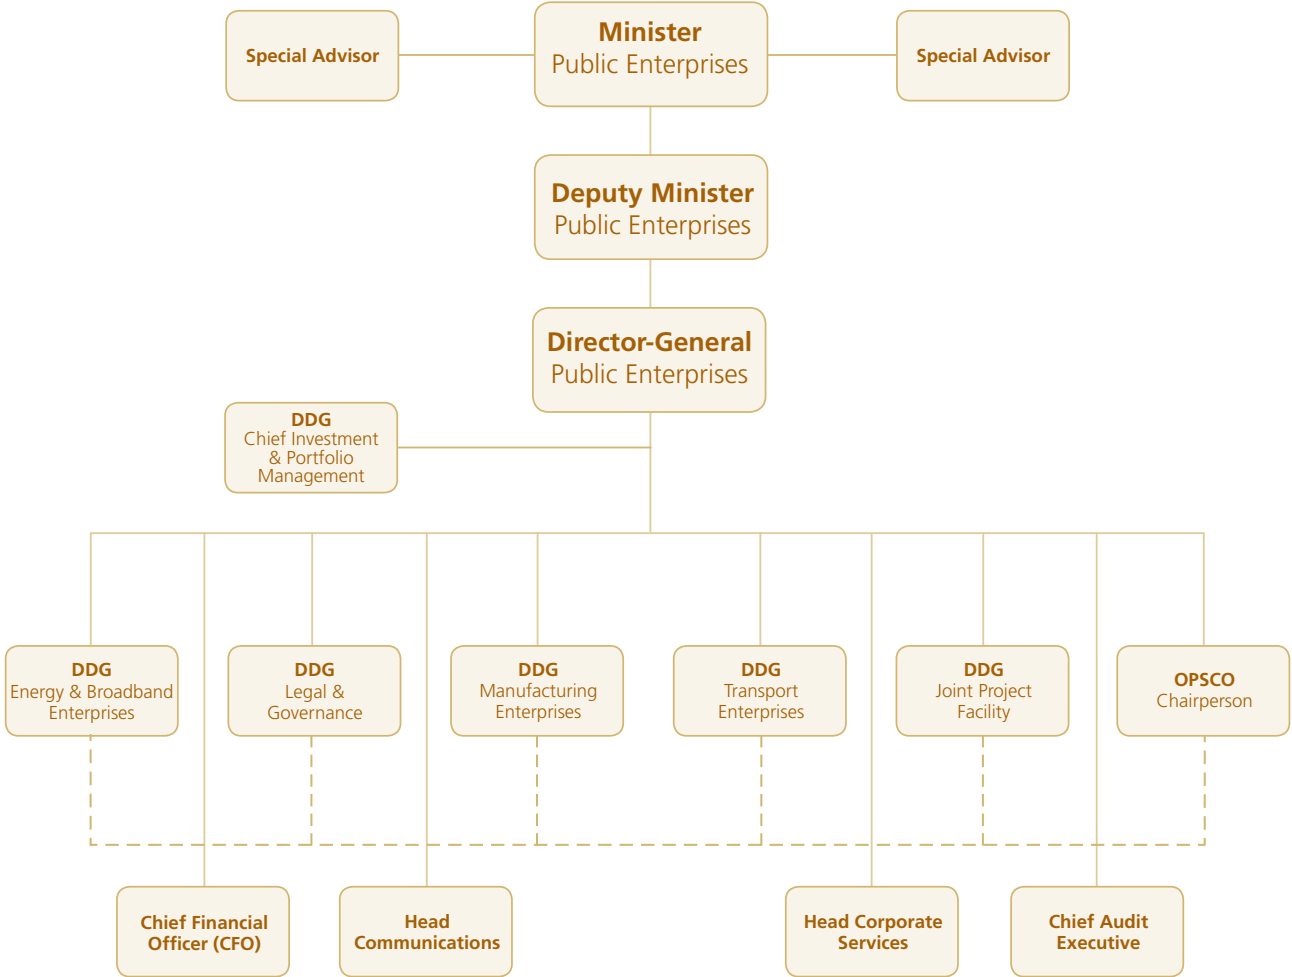 Special Advisor
Minister
Public Enterprises
Special Advisor
Deputy Minister
Public Enterprises
Director-General
Public Enterprises
DDG
Chief Investment
& Portfolio
Management
DDG
Energy & Broadband
Enterprises
DDG
Legal &
Governance
DDG
Manufacturing
Enterprises
DDG
Transport
Enterprises
DDG
Joint Project
Facility
OPSCO
Chairperson
Chief Financial
Officer (CFO)
Head
Communications
Head Corporate
Services
Chief Audit
Executive